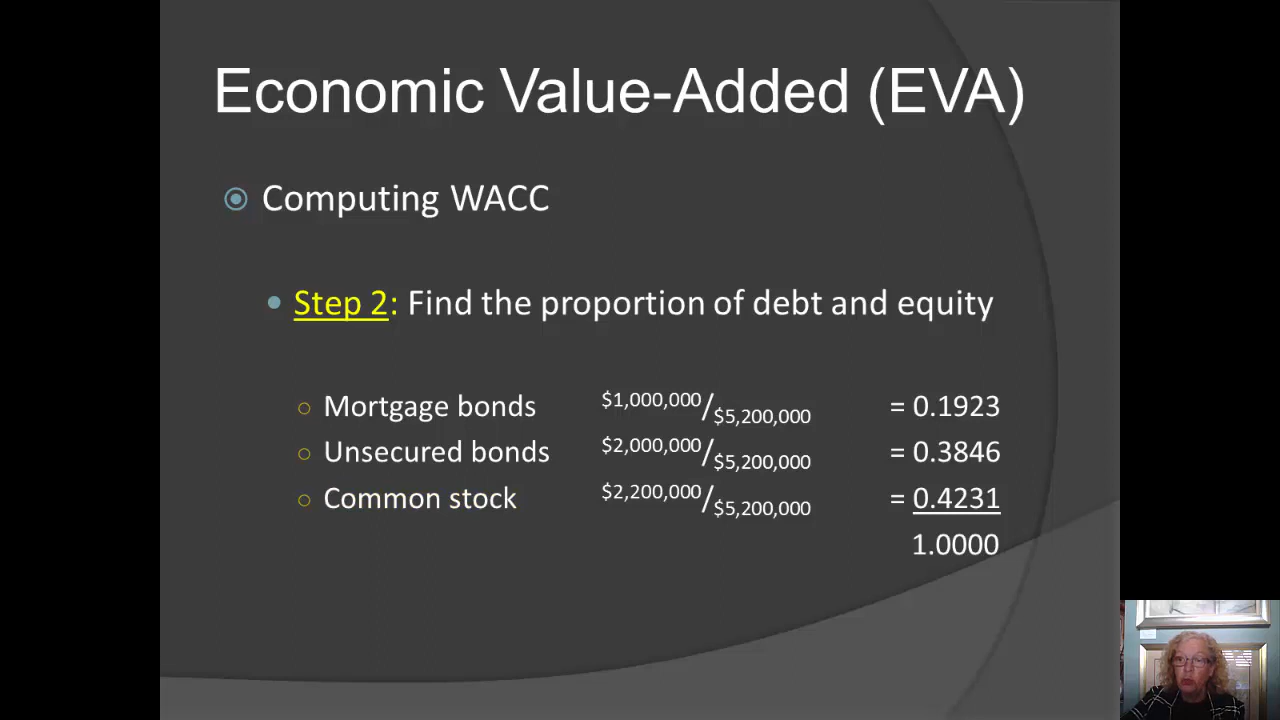 Economic Value-Added (EVA)
Computing WACC
Step 2: Find the proportion of debt and equity
Mortgage bonds $1,000,000/$5,200,000 = 0.1923
Unsecured bonds $2,000,000/$5,200,000 = 0.3846
Common stock $2,200,000/$5,200,000 = 0.4231
1.0000